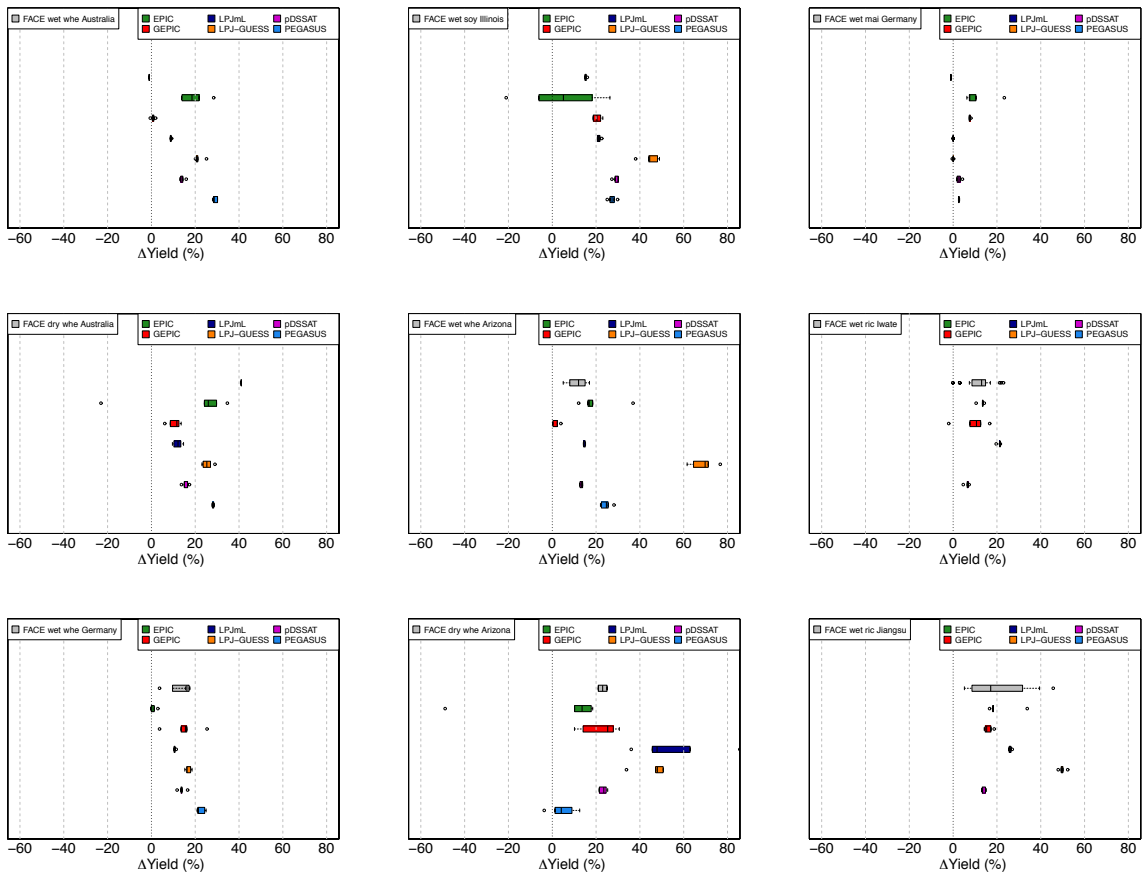 FACE wet whe Australia
EPIC LPJmL pDSSAT
GEPIC LPJ−GUESS PEGASUS
−60 −40 −20 0 20 40 60 80
ΔYield (%)
FACE wet soy Illinois
EPIC LPJmL pDSSAT
GEPIC LPJ−GUESS PEGASUS
−60 −40 −20 0 20 40 60 80
ΔYield (%)
FACE wet mai Germany
EPIC LPJmL pDSSAT
GEPIC LPJ−GUESS PEGASUS
−60 −40 −20 0 20 40 60 80
ΔYield (%)
FACE dry whe Australia
EPIC LPJmL pDSSAT
GEPIC LPJ−GUESS PEGASUS
−60 −40 −20 0 20 40 60 80
ΔYield (%)
FACE wet whe Arizona
EPIC LPJmL pDSSAT
GEPIC LPJ−GUESS PEGASUS
−60 −40 −20 0 20 40 60 80
ΔYield (%)
FACE wet ric Iwate
EPIC LPJmL pDSSAT
GEPIC LPJ−GUESS PEGASUS
−60 −40 −20 0 20 40 60 80
ΔYield (%)
FACE wet whe Germany
EPIC LPJmL pDSSAT
GEPIC LPJ−GUESS PEGASUS
−60 −40 −20 0 20 40 60 80
ΔYield (%)
FACE dry whe Arizona
EPIC LPJmL pDSSAT
GEPIC LPJ−GUESS PEGASUS
−60 −40 −20 0 20 40 60 80
ΔYield (%)
FACE wet ric Jiangsu
EPIC LPJmL pDSSAT
GEPIC LPJ−GUESS PEGASUS
−60 −40 −20 0 20 40 60 80
ΔYield (%)